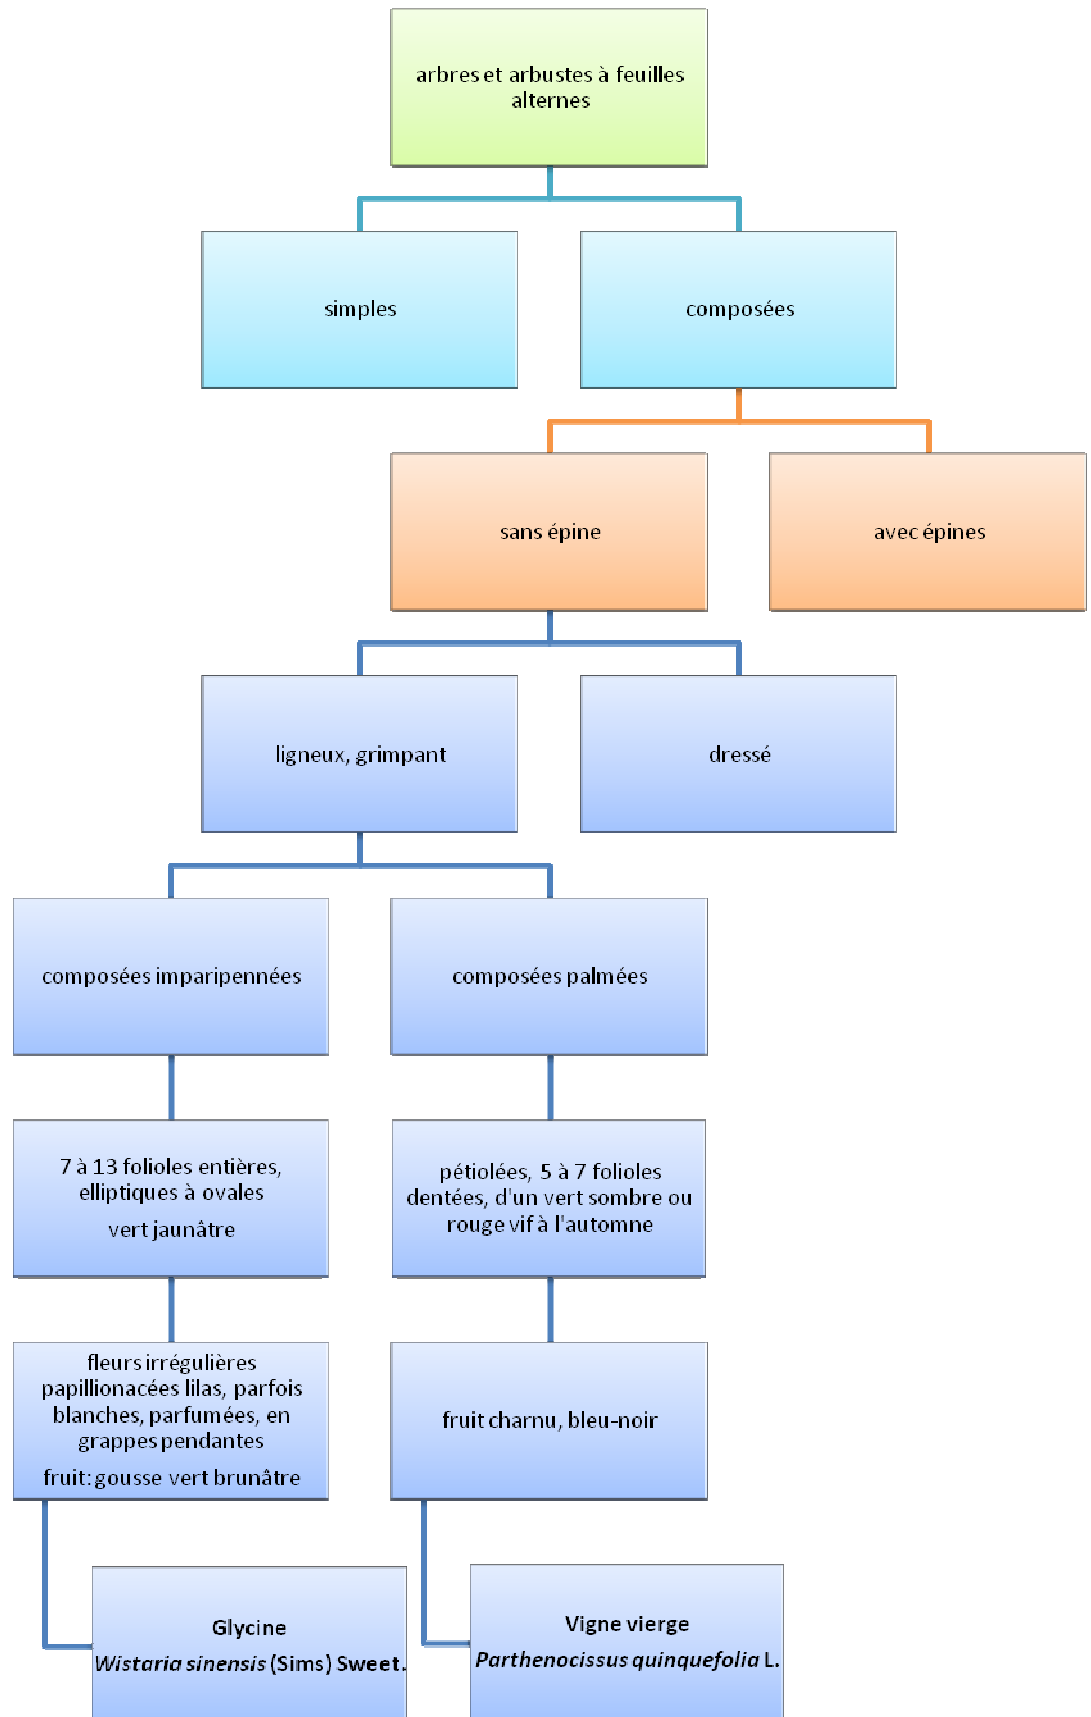 arbres et arbustes à feuilles
alternes
simples
composées
sans épine
avec épines
ligneux, grimpant
dressé
composées imparipennées
composées palmées
7 à 13 folioles entières,
elliptiques à ovales
vert jaunâtre
pétiolées, 5 à 7 folioles
dentées, d'un vert sombre ou
rouge vif à l'automne
fleurs irrégulières
papillionacées lilas, parfois
blanches, parfumées, en
grappes pendantes
fruit: gousse vert brunâtre
fruit charnu, bleu-noir
Glycine
Wistaria sinensis (Sims) Sweet.
Vigne vierge
Parthenocissus quinquefolia L.